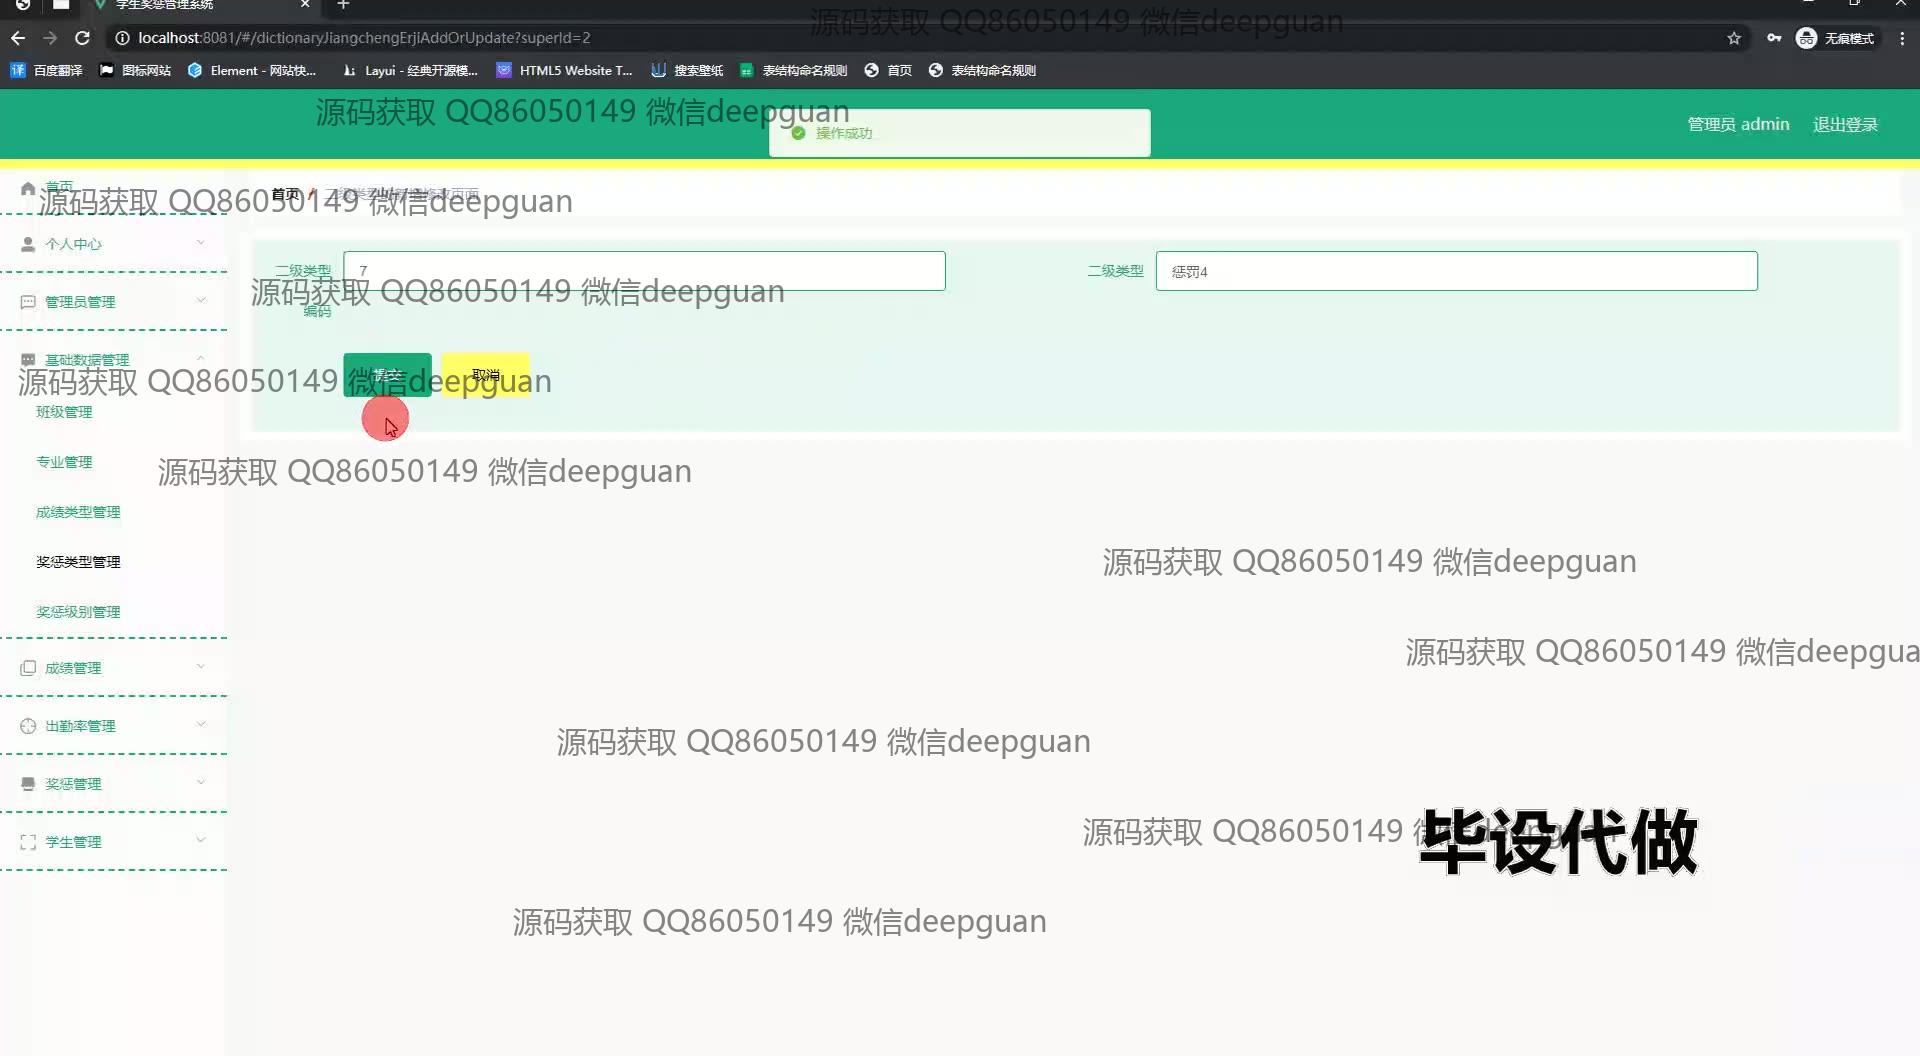 学生奖惩管理系统
localhost:8081/#/dictionaryJiangchengErjiAddOrUpdate?superId=2
无痕模式
百度翻译
图标网站
Element - 网站快...
Layui - 经典开源模...
HTML5 Website T...
搜索壁纸
表结构命名规则
首页
表结构命名规则
源码获取 QQ86050149 微信deepguan
源码获取 QQ86050149 微信deepguan
操作成功
管理员 admin
退出登录
首页
首页 /
源码获取 QQ86050149 微信deepguan
个人中心
二级类型
编码
7
二级类型
惩罚4
源码获取 QQ86050149 微信deepguan
管理员管理
基础数据管理
提交
取消
源码获取 QQ86050149 微信deepguan
班级管理
专业管理
源码获取 QQ86050149 微信deepguan
成绩类型管理
奖惩类型管理
源码获取 QQ86050149 微信deepguan
奖惩级别管理
源码获取 QQ86050149 微信deepgua
成绩管理
出勤率管理
源码获取 QQ86050149 微信deepguan
奖惩管理
学生管理
源码获取 QQ86050149
毕设代做
源码获取 QQ86050149 微信deepguan